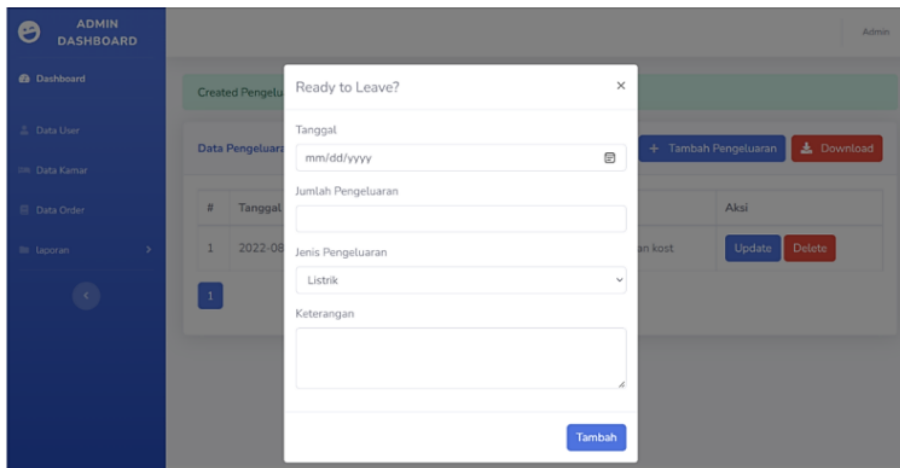 ADMIN
DASHBOARD
Admin
Dashboard
Data User
Data Kamar
Data Order
laporan
Created Pengelu
Data Pengeluara
+ Tambah Pengeluaran
Download
# Tanggal Aksi
1 2022-08 an kost Update Delete
1
Ready to Leave? ×
Tanggal
mm/dd/yyyy
Jumlah Pengeluaran
Jenis Pengeluaran
Listrik
Keterangan
Tambah